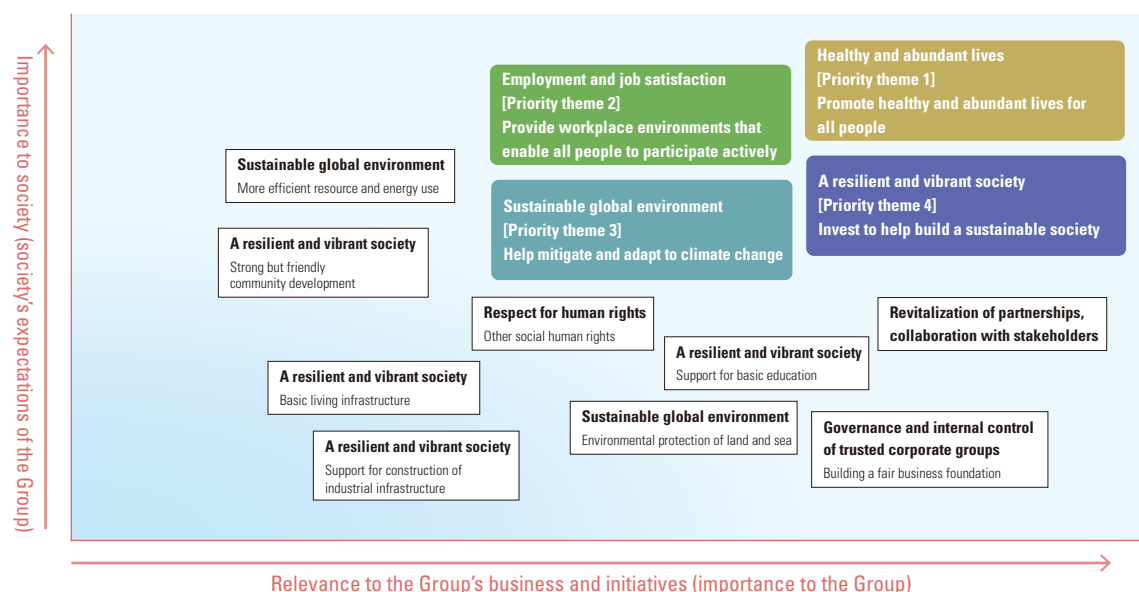 Importance to society (society's expectations of the Group)
Healthy and abundant lives
[Priority theme 1]
Promote healthy and abundant lives for
all people
Employment and job satisfaction
[Priority theme 2]
Provide workplace environments that
enable all people to participate actively
Sustainable global environment
More efficient resource and energy use
A resilient and vibrant society
[Priority theme 4]
Invest to help build a sustainable society
Sustainable global environment
[Priority theme 3]
Help mitigate and adapt to climate change
A resilient and vibrant society
Strong but friendly
community development
Respect for human rights
Other social human rights
Revitalization of partnerships,
collaboration with stakeholders
A resilient and vibrant society
Support for basic education
A resilient and vibrant society
Basic living infrastructure
Sustainable global environment
Environmental protection of land and sea
Governance and internal control
of trusted corporate groups
Building a fair business foundation
A resilient and vibrant society
Support for construction of
industrial infrastructure
Relevance to the Group's business and initiatives (importance to the Group)